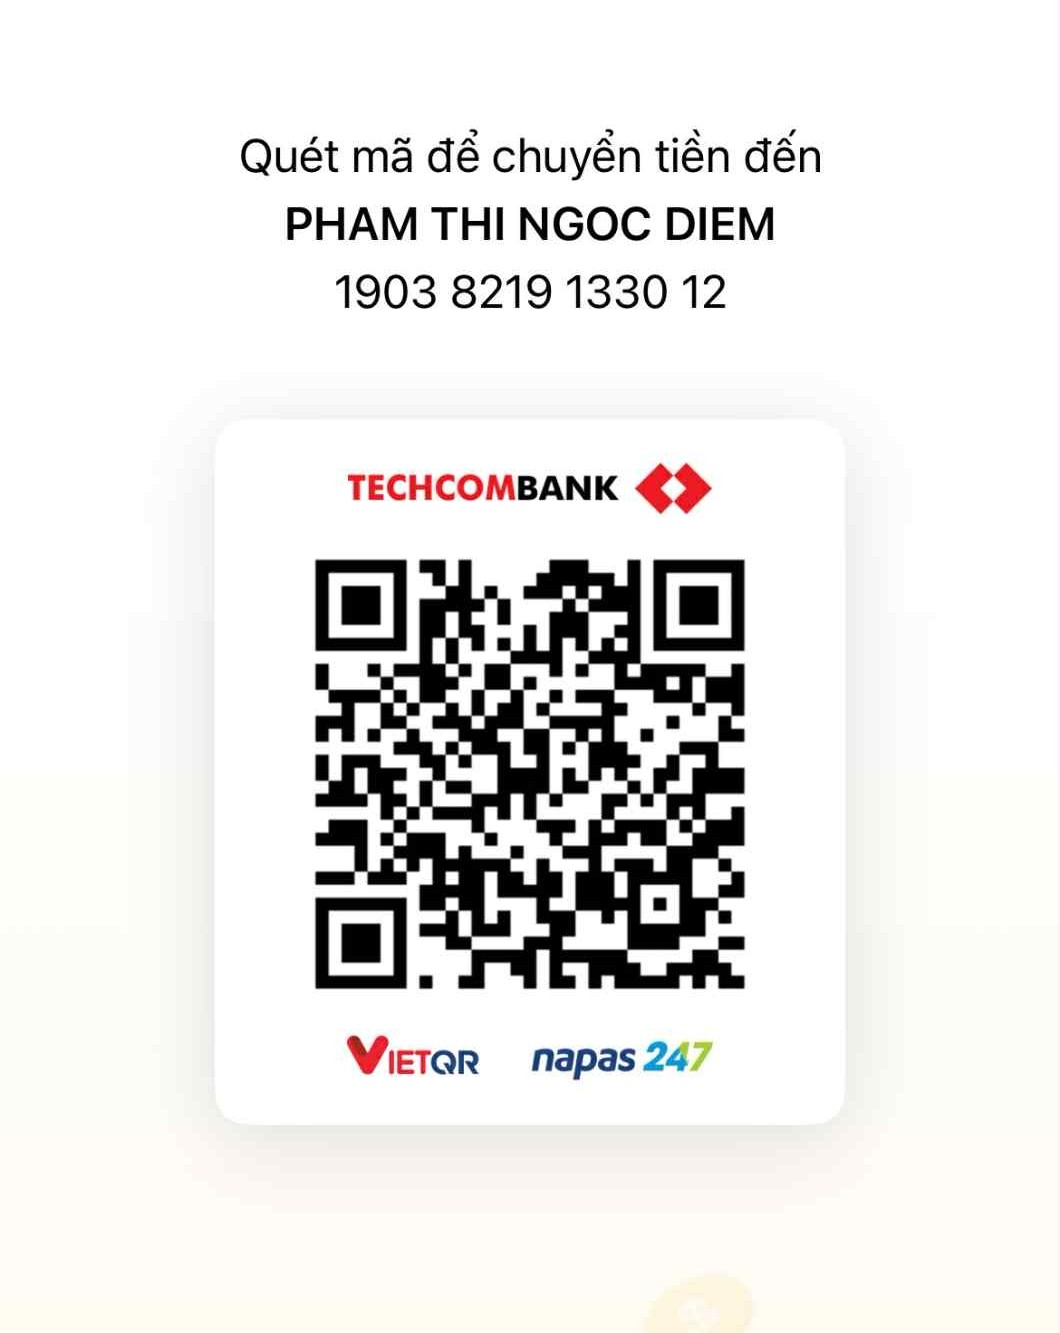 Quét mã để chuyển tiền đến
PHAM THI NGOC DIEM
1903 8219 1330 12
TECHCOMBANK
VIETQR napas 247